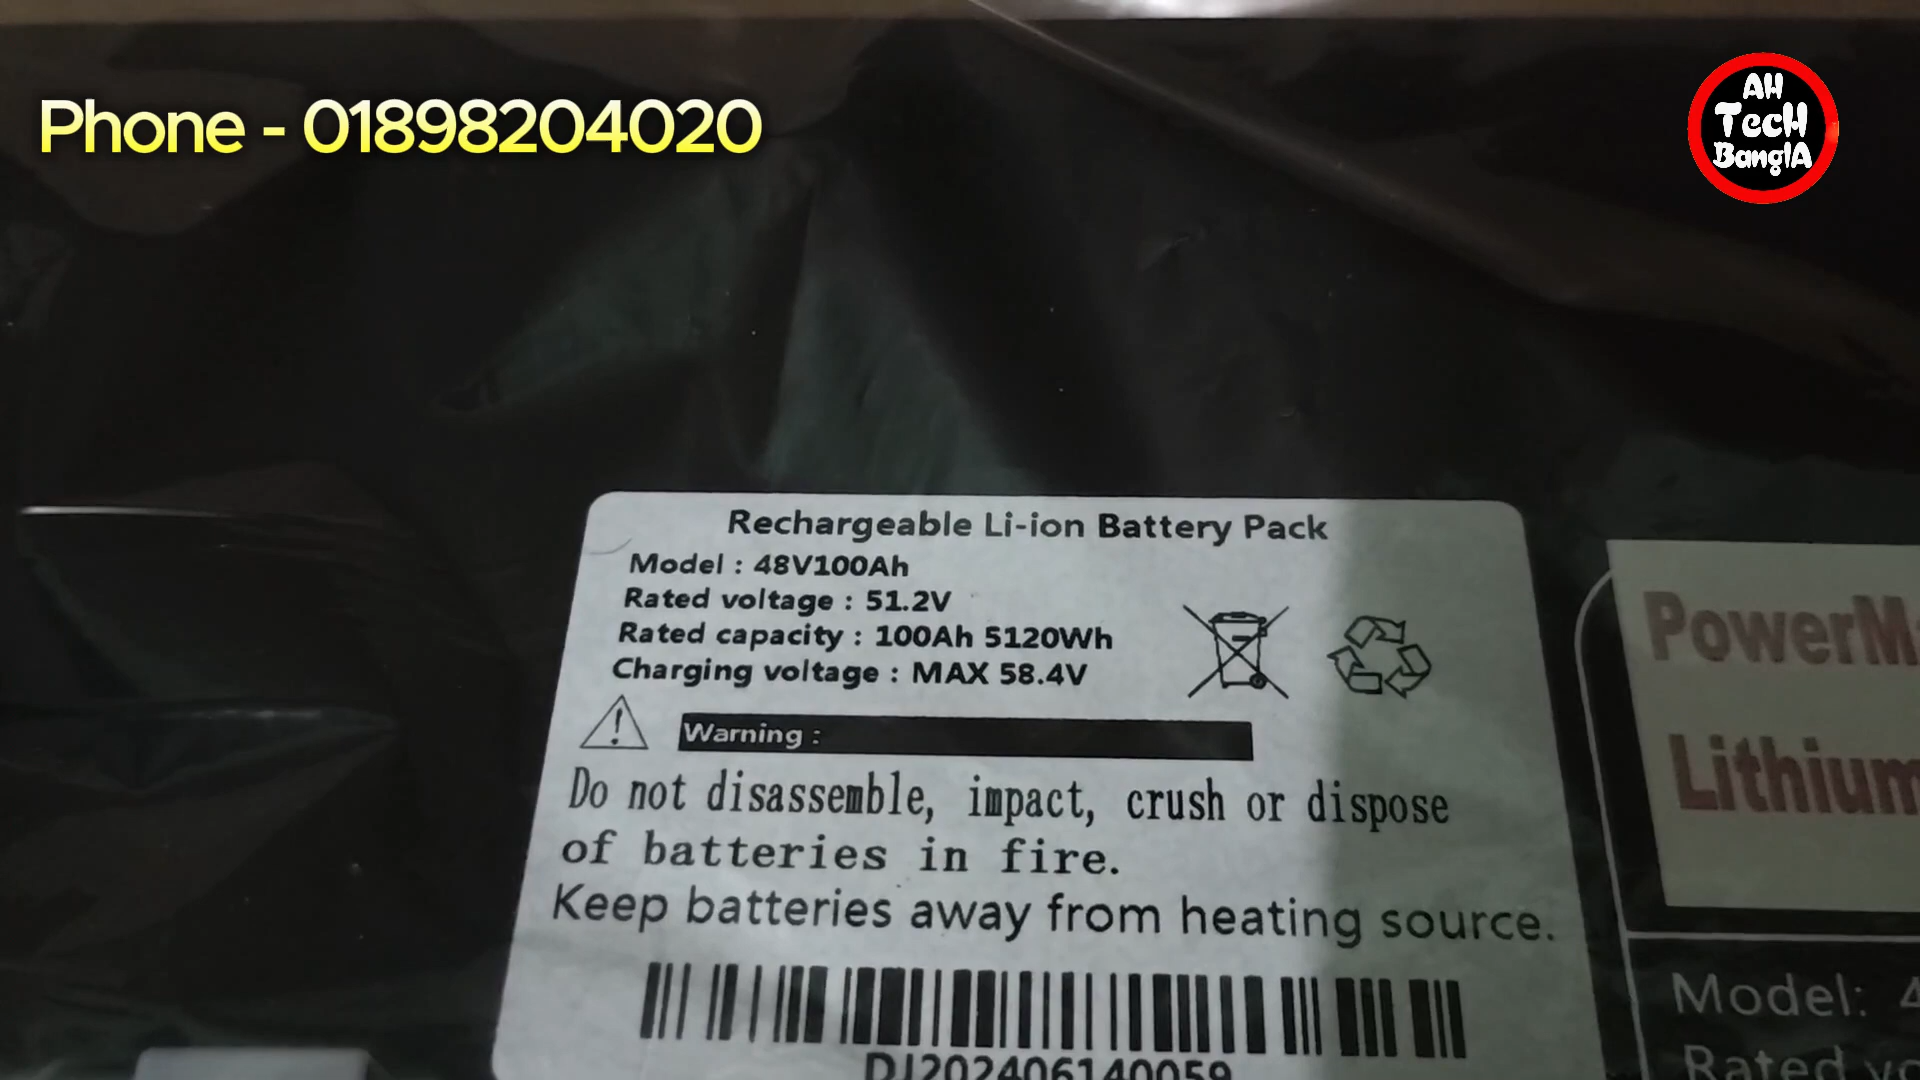 Phone - 01898204020
AH
TecH
BanglA
Rechargeable Li-ion Battery Pack
Model : 48V100Ah
Rated voltage : 51.2V
Rated capacity : 100Ah 5120Wh
Charging voltage : MAX 58.4V
Warning :
Do not disassemble, impact, crush or dispose
of batteries in fire.
Keep batteries away from heating source.
DJ202406140059
PowerM
Lithium
Model: 4
Rated vo